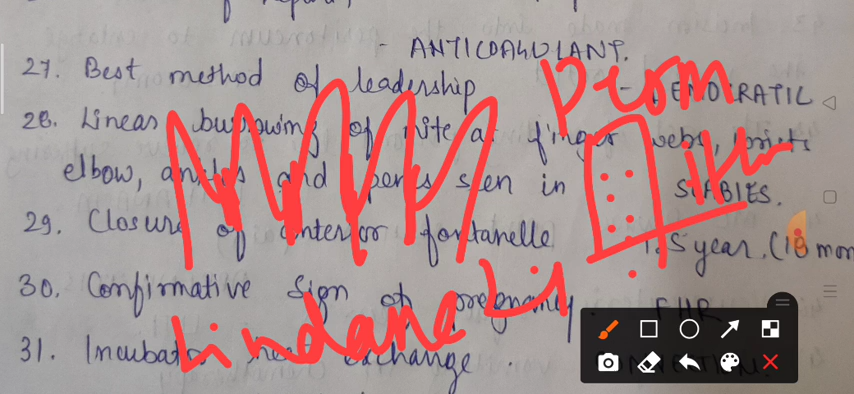 - ANTICOAGULANT.
27. Best method of leadership - DEMOCRATIC
Prom
28. Linear burrowing of mite at finger webs,
elbow, and penis seen in SCABIES.
29. Closure of anterior fontanelle 1.5 year. (18 mon
30. Confirmative sign of pregnancy. FHR
Lindane
31. Incubator heat exchange.